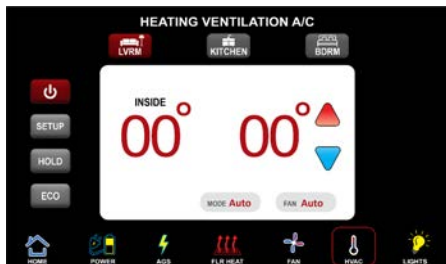 HEATING VENTILATION A/C
LVRM KITCHEN BDRM
SETUP
HOLD
ECO
INSIDE
00° 00°
MODE Auto FAN Auto
HOME POWER AGS FLR HEAT FAN HVAC LIGHTS